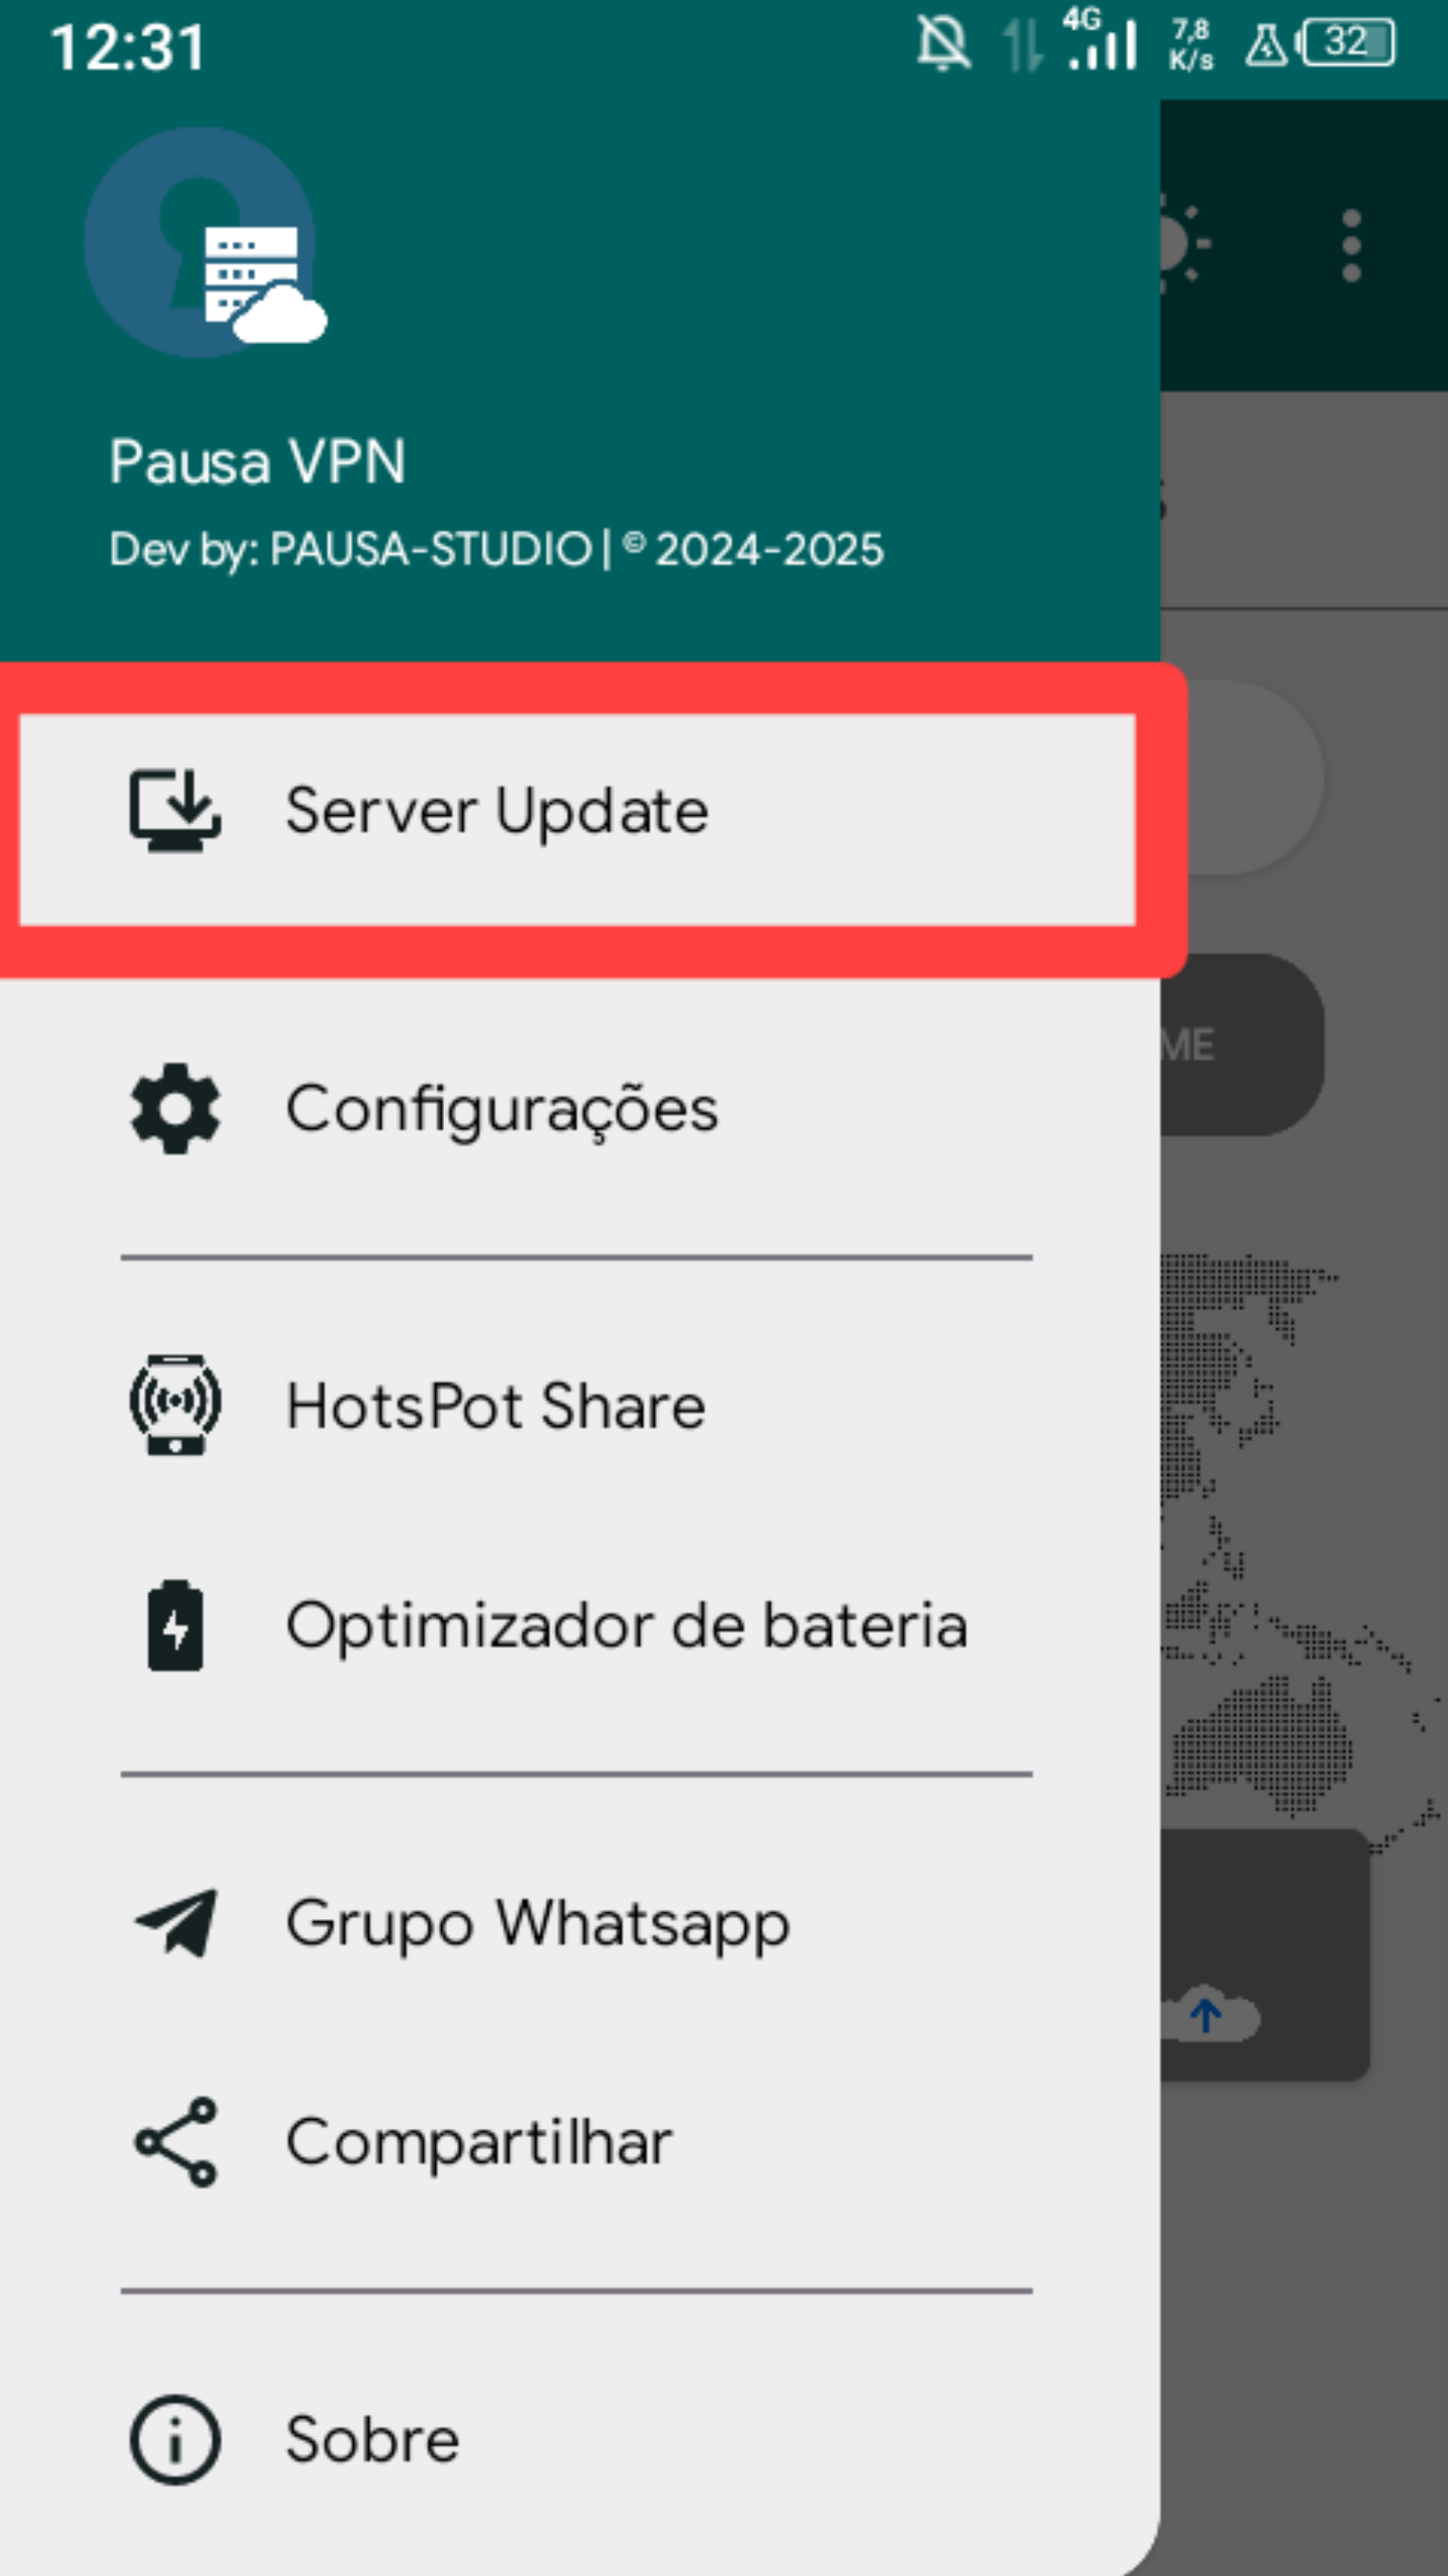 12:31
4G
7,8
K/s
32
Pausa VPN
Dev by: PAUSA-STUDIO | © 2024-2025
Server Update
ME
Configurações
HotsPot Share
Optimizador de bateria
Grupo Whatsapp
Compartilhar
Sobre